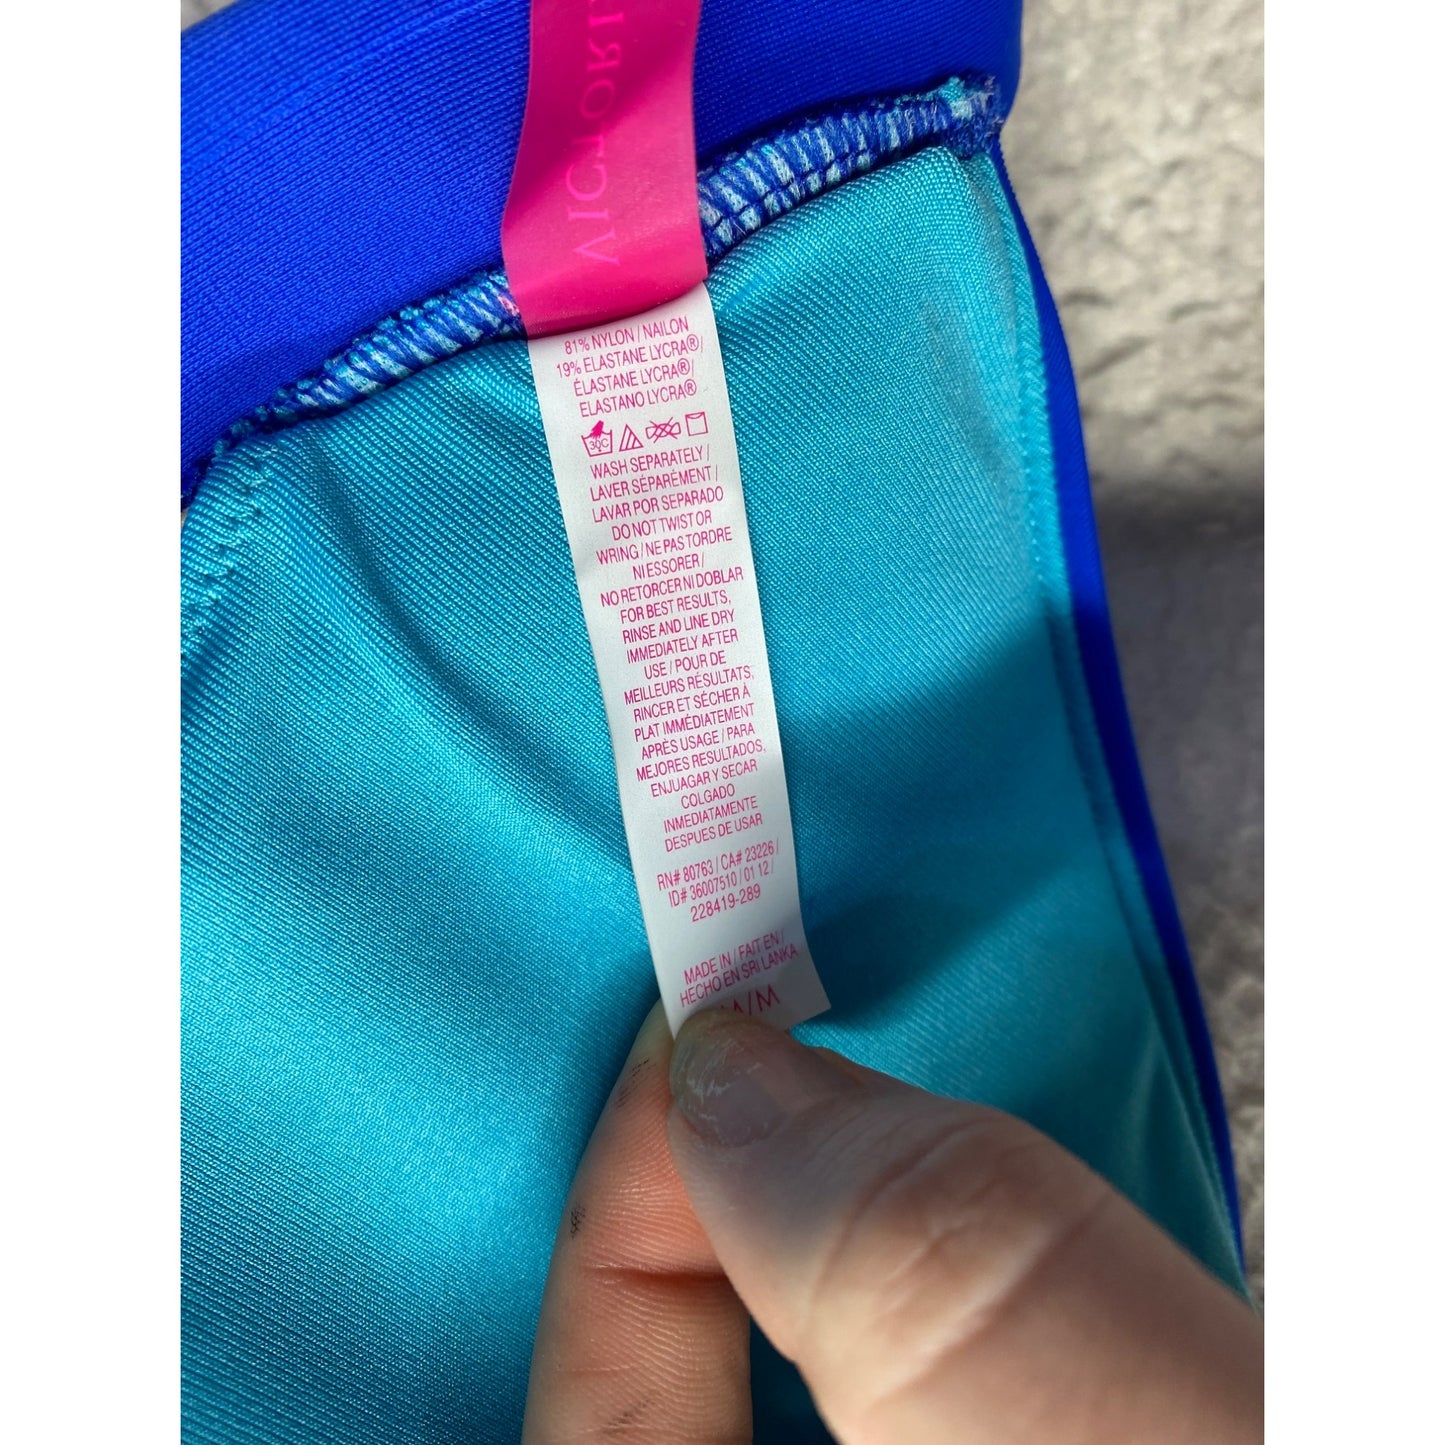 VICTORI
81% NYLON / NAILON
19% ELASTANE LYCRA® /
ÉLASTANE LYCRA® /
ELASTANO LYCRA®
30C
WASH SEPARATELY /
LAVER SÉPARÉMENT /
LAVAR POR SEPARADO
DO NOT TWIST OR
WRING / NE PAS TORDRE
NI ESSORER /
NO RETORCER NI DOBLAR
FOR BEST RESULTS,
RINSE AND LINE DRY
IMMEDIATELY AFTER
USE / POUR DE
MEILLEURS RÉSULTATS,
RINCER ET SÉCHER À
PLAT IMMÉDIATEMENT
APRÈS USAGE / PARA
MEJORES RESULTADOS,
ENJUAGAR Y SECAR
COLGADO
INMEDIATAMENTE
DESPUES DE USAR
RN# 80763 / CA# 23226 /
ID# 36007510 / 01 12 /
228419-289
MADE IN / FAIT EN /
HECHO EN SRI LANKA
M/M